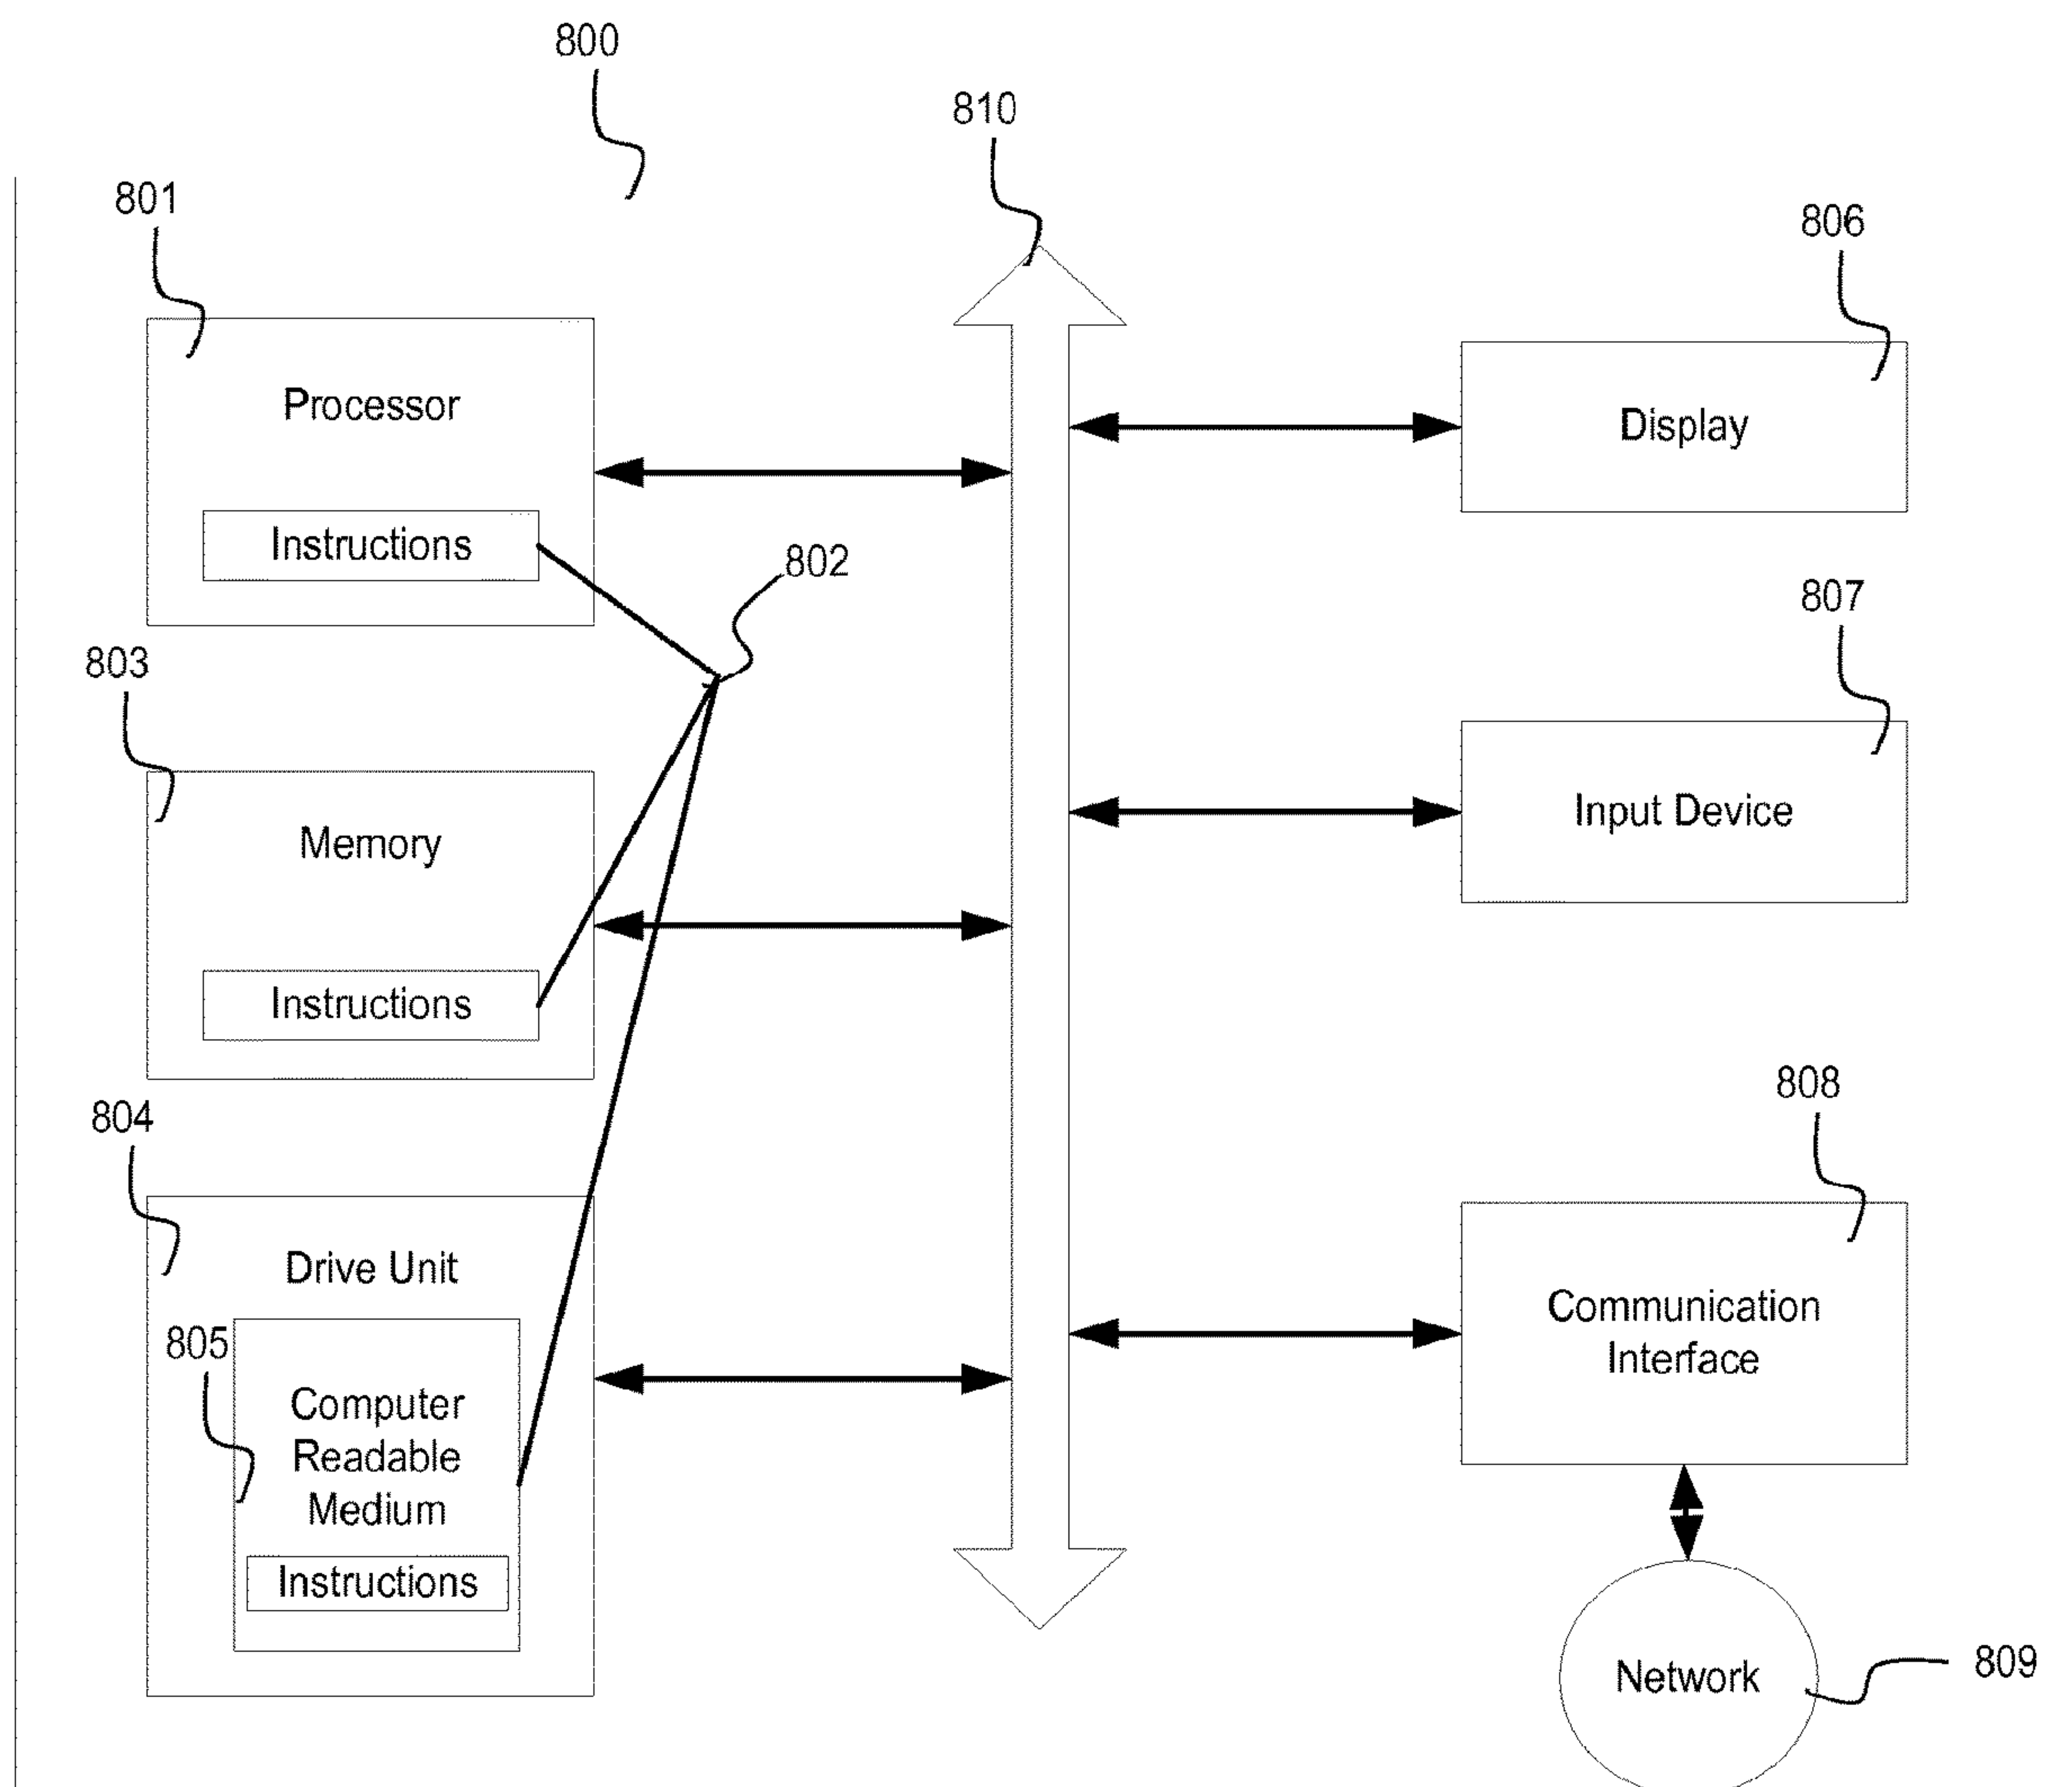 800
810
801
806
Processor
Display
Instructions
802
807
803
Input Device
Memory
Instructions
808
804
Drive Unit
Communication
Interface
805
Computer
Readable
Medium
Instructions
Network
809